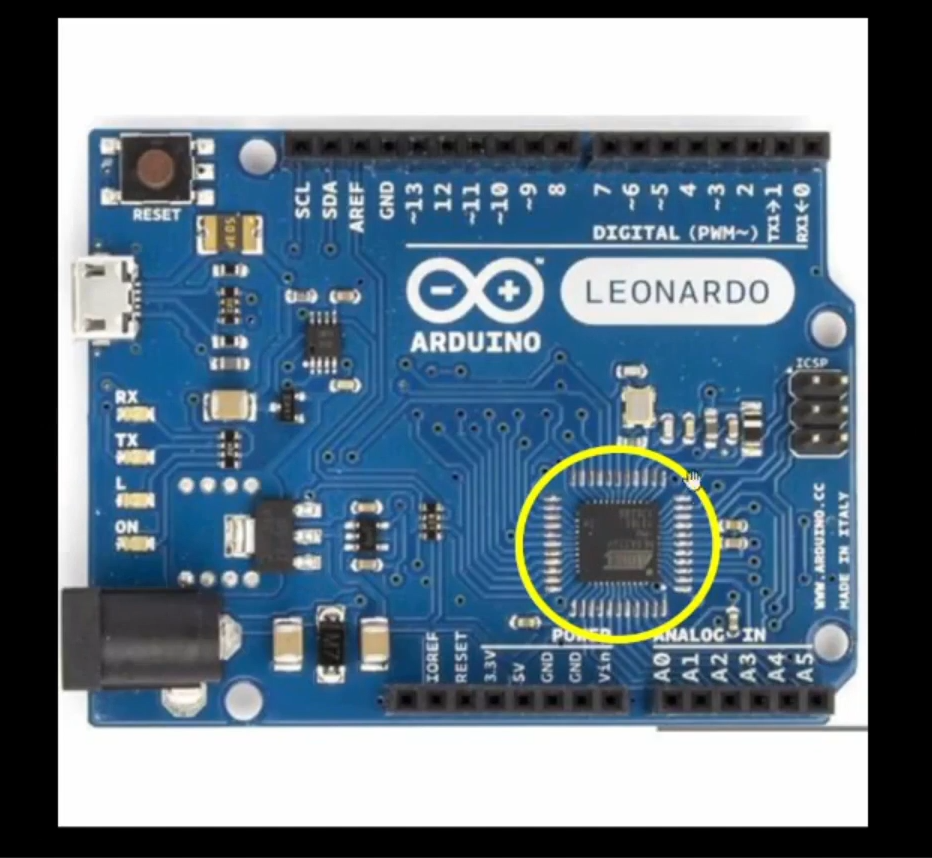 RESET
SCL
SDA
AREF
GND
~13
12
~11
~10
~9
8
7
~6
~5
4
~3
2
TX1→1
RX1←0
DIGITAL (PWM~)
LEONARDO
ARDUINO
ICSP
RX
TX
L
ON
WWW.ARDUINO.CC
MADE IN ITALY
POWER
ANALOG IN
IOREF
RESET
3.3V
5V
GND
GND
Vin
A0
A1
A2
A3
A4
A5